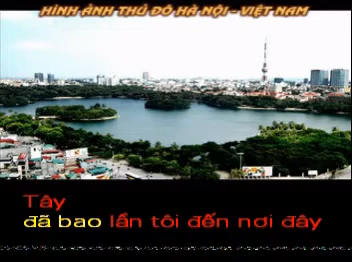 HÌNH ẢNH THỦ ĐÔ HÀ NỘI - VIỆT NAM
Tây
đã bao lần tôi đến nơi đây